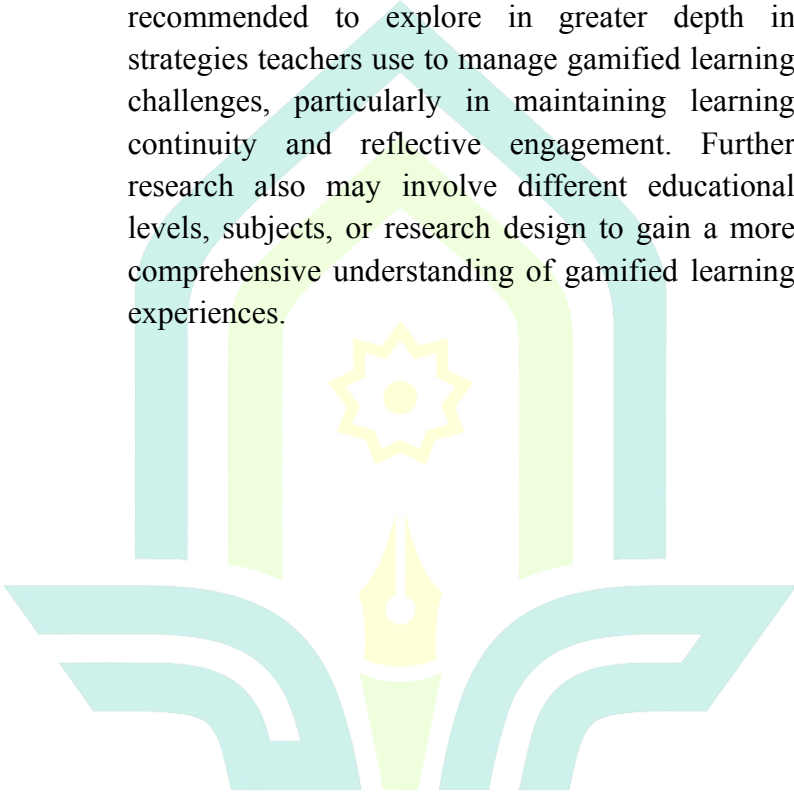 recommended to explore in greater depth in
strategies teachers use to manage gamified learning
challenges, particularly in maintaining learning
continuity and reflective engagement. Further
research also may involve different educational
levels, subjects, or research design to gain a more
comprehensive understanding of gamified learning
experiences.